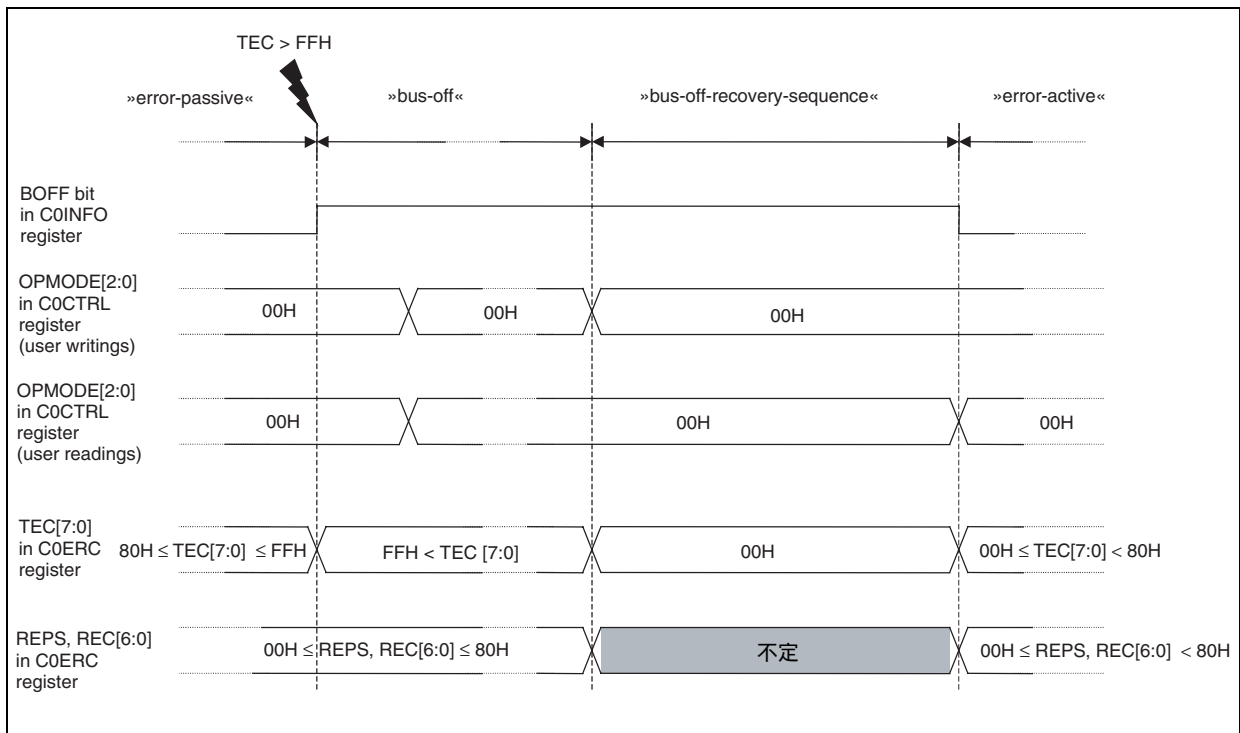 TEC > FFH
»error-passive«
»bus-off«
»bus-off-recovery-sequence«
»error-active«
BOFF bit
in C0INFO
register
OPMODE[2:0]
in C0CTRL
register
(user writings)
00H
00H
00H
OPMODE[2:0]
in C0CTRL
register
(user readings)
00H
00H
00H
TEC[7:0]
in C0ERC
register
80H ≤ TEC[7:0] ≤ FFH
FFH < TEC [7:0]
00H
00H ≤ TEC[7:0] < 80H
REPS, REC[6:0]
in C0ERC
register
00H ≤ REPS, REC[6:0] ≤ 80H
不定
00H ≤ REPS, REC[6:0] < 80H